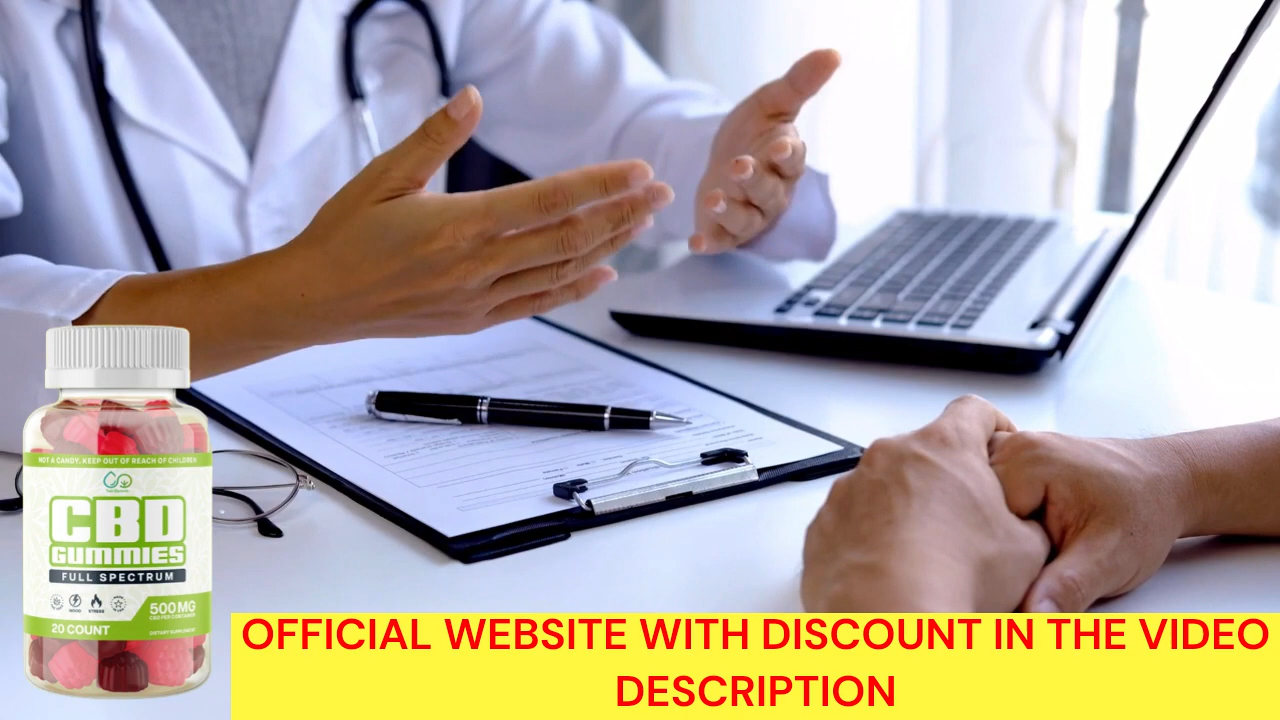 NOT A CANDY. KEEP OUT OF REACH OF CHILDREN
CBD
GUMMIES
FULL SPECTRUM
STRESS
500 MG
20 COUNT
OFFICIAL WEBSITE WITH DISCOUNT IN THE VIDEO
DESCRIPTION